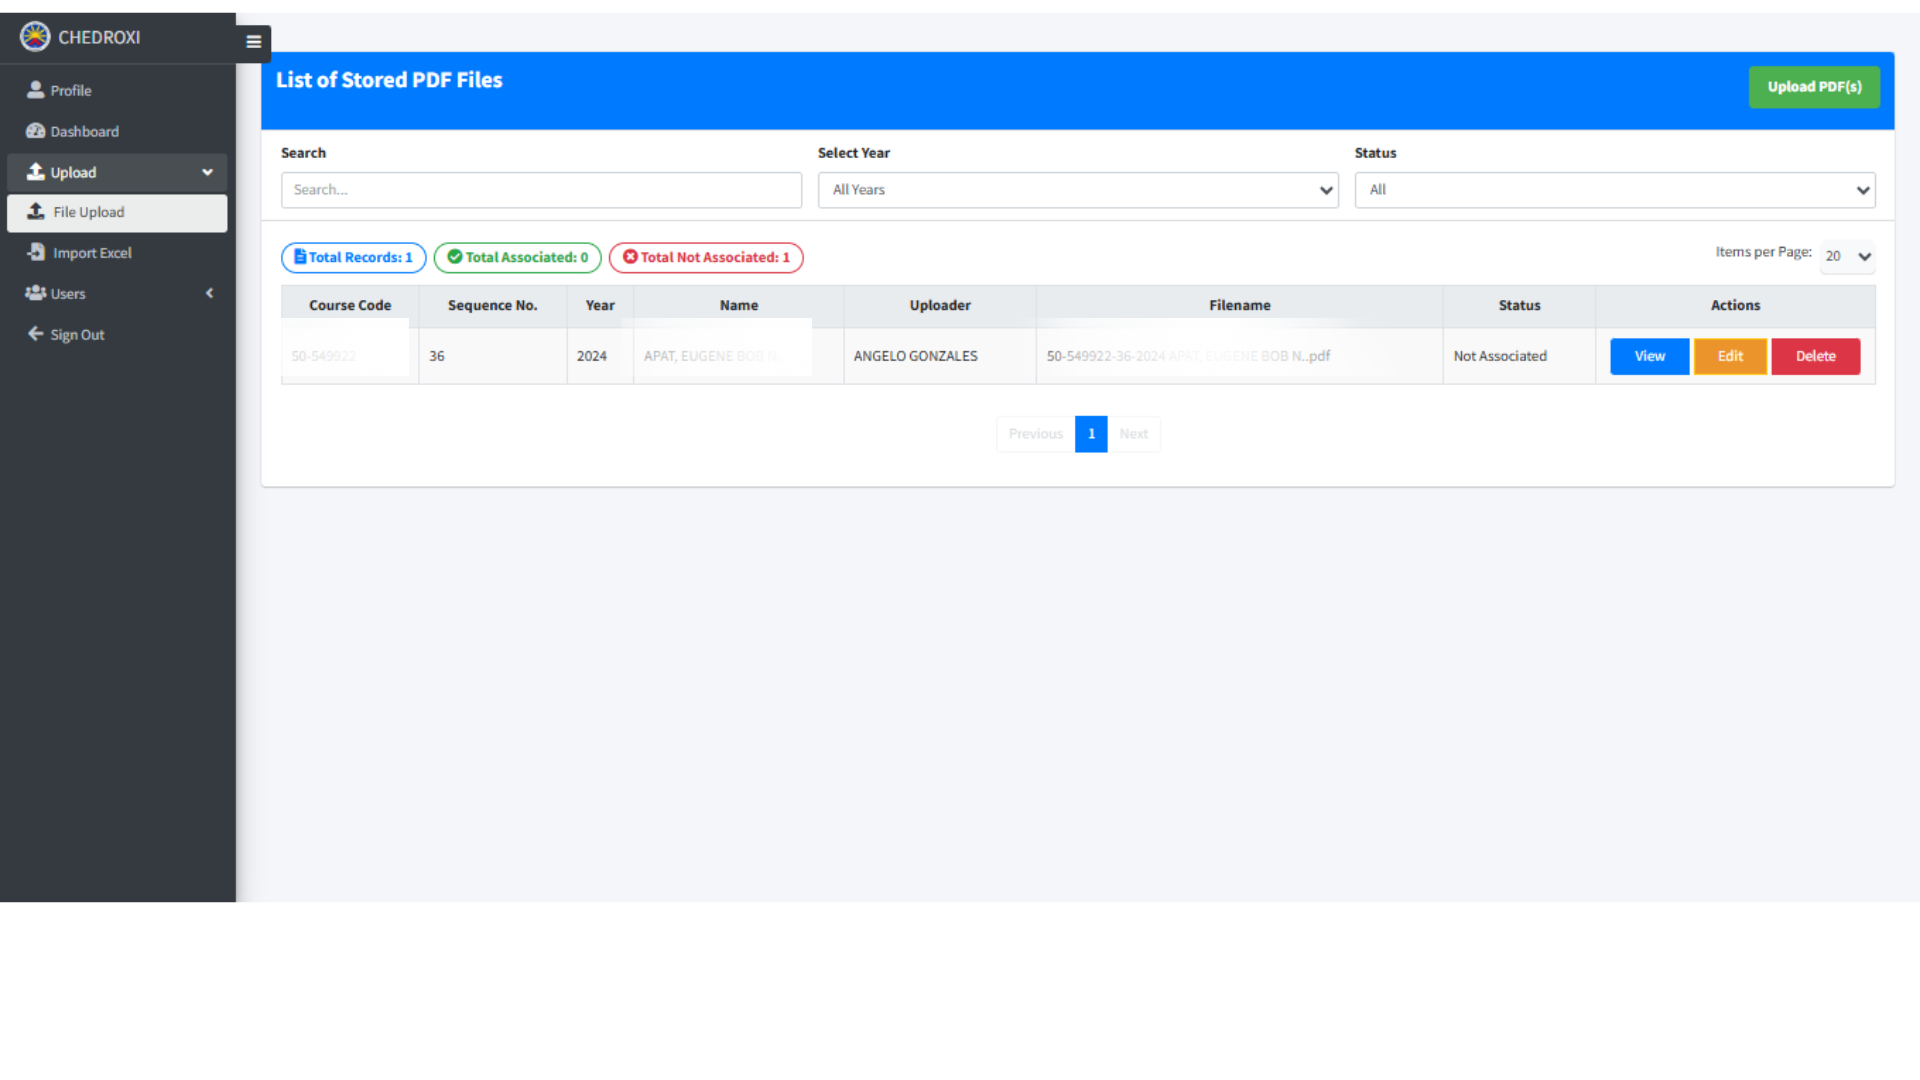 CHEDROXI
Profile
Dashboard
Upload
File Upload
Import Excel
Users
Sign Out
List of Stored PDF Files
Upload PDF(s)
Search
Select Year
Status
Search...
All Years
All
Total Records: 1
Total Associated: 0
Total Not Associated: 1
Items per Page: 20
Course Code Sequence No. Year Name Uploader Filename Status Actions
50-549922 36 2024 APAT, EUGENE BOB N ANGELO GONZALES 50-549922-36-2024 APAT, EUGENE BOB N..pdf Not Associated View Edit Delete
Previous 1 Next